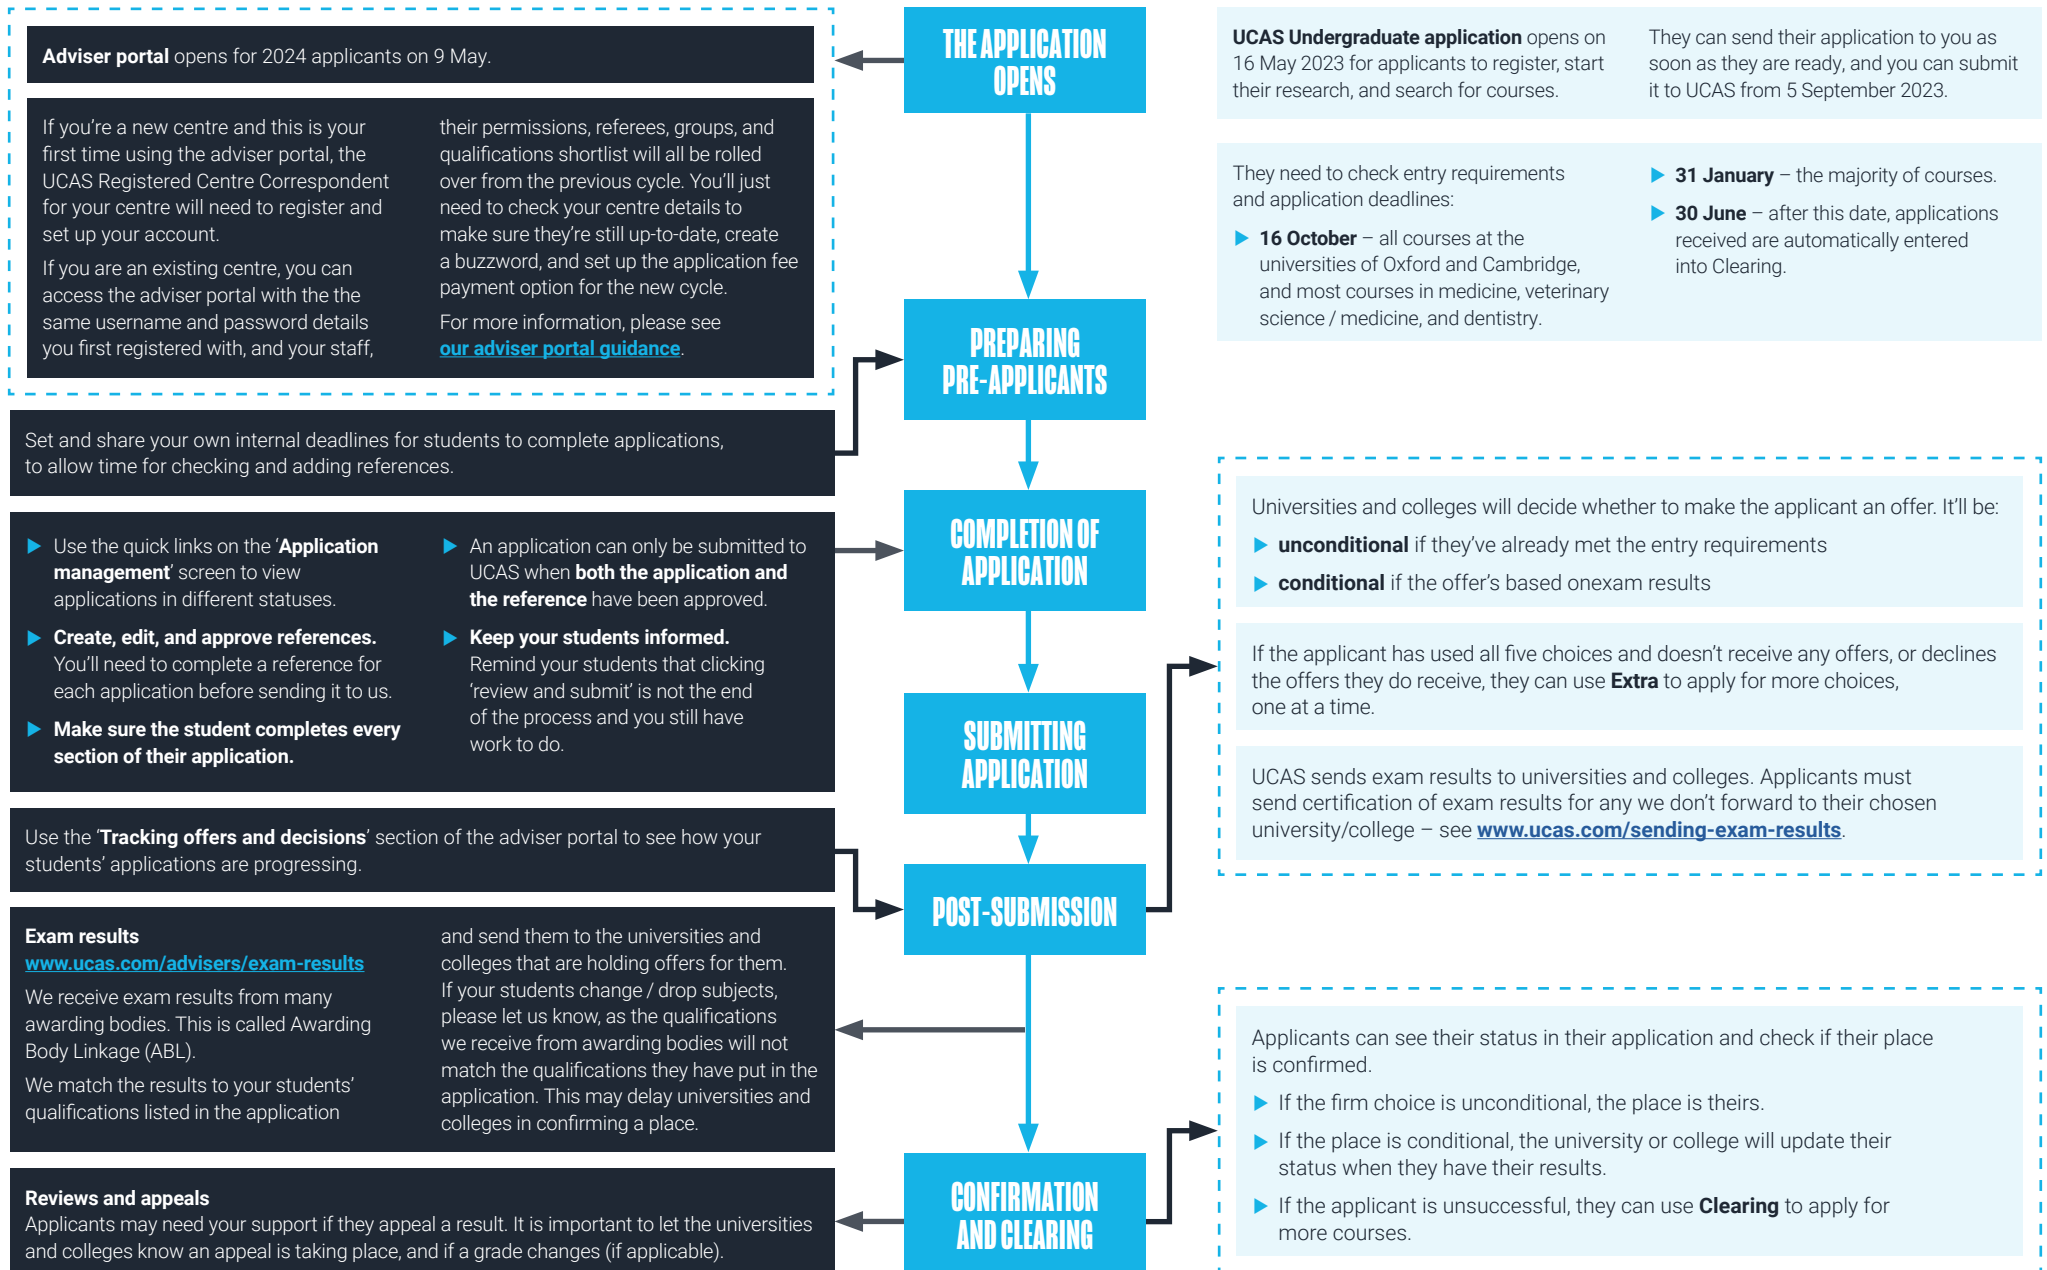 Adviser portal opens for 2024 applicants on 9 May.
If you're a new centre and this is your
first time using the adviser portal, the
UCAS Registered Centre Correspondent
for your centre will need to register and
set up your account.
If you are an existing centre, you can
access the adviser portal with the the
same username and password details
you first registered with, and your staff,
their permissions, referees, groups, and
qualifications shortlist will all be rolled
over from the previous cycle. You'll just
need to check your centre details to
make sure they're still up-to-date, create
a buzzword, and set up the application fee
payment option for the new cycle.
For more information, please see
our adviser portal guidance.
Set and share your own internal deadlines for students to complete applications,
to allow time for checking and adding references.
Use the quick links on the 'Application
management' screen to view
applications in different statuses.
Create, edit, and approve references.
You'll need to complete a reference for
each application before sending it to us.
Make sure the student completes every
section of their application.
An application can only be submitted to
UCAS when both the application and
the reference have been approved.
Keep your students informed.
Remind your students that clicking
'review and submit' is not the end
of the process and you still have
work to do.
Use the 'Tracking offers and decisions' section of the adviser portal to see how your
students' applications are progressing.
Exam results
www.ucas.com/advisers/exam-results
We receive exam results from many
awarding bodies. This is called Awarding
Body Linkage (ABL).
We match the results to your students'
qualifications listed in the application
and send them to the universities and
colleges that are holding offers for them.
If your students change / drop subjects,
please let us know, as the qualifications
we receive from awarding bodies will not
match the qualifications they have put in the
application. This may delay universities and
colleges in confirming a place.
Reviews and appeals
Applicants may need your support if they appeal a result. It is important to let the universities
and colleges know an appeal is taking place, and if a grade changes (if applicable).
THE APPLICATION
OPENS
PREPARING
PRE-APPLICANTS
COMPLETION OF
APPLICATION
SUBMITTING
APPLICATION
POST-SUBMISSION
CONFIRMATION
AND CLEARING
UCAS Undergraduate application opens on
16 May 2023 for applicants to register, start
their research, and search for courses.
They can send their application to you as
soon as they are ready, and you can submit
it to UCAS from 5 September 2023.
They need to check entry requirements
and application deadlines:
16 October – all courses at the
universities of Oxford and Cambridge,
and most courses in medicine, veterinary
science / medicine, and dentistry.
31 January – the majority of courses.
30 June – after this date, applications
received are automatically entered
into Clearing.
Universities and colleges will decide whether to make the applicant an offer. It'll be:
unconditional if they've already met the entry requirements
conditional if the offer's based onexam results
If the applicant has used all five choices and doesn't receive any offers, or declines
the offers they do receive, they can use Extra to apply for more choices,
one at a time.
UCAS sends exam results to universities and colleges. Applicants must
send certification of exam results for any we don't forward to their chosen
university/college – see www.ucas.com/sending-exam-results.
Applicants can see their status in their application and check if their place
is confirmed.
If the firm choice is unconditional, the place is theirs.
If the place is conditional, the university or college will update their
status when they have their results.
If the applicant is unsuccessful, they can use Clearing to apply for
more courses.